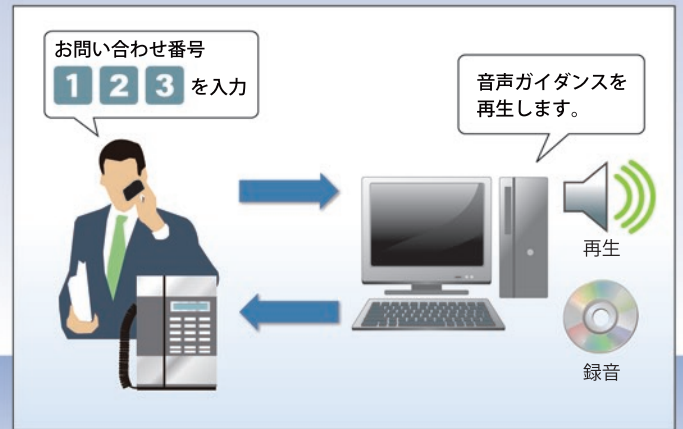 お問い合わせ番号
1 2 3 を入力
音声ガイダンスを
再生します。
再生
録音